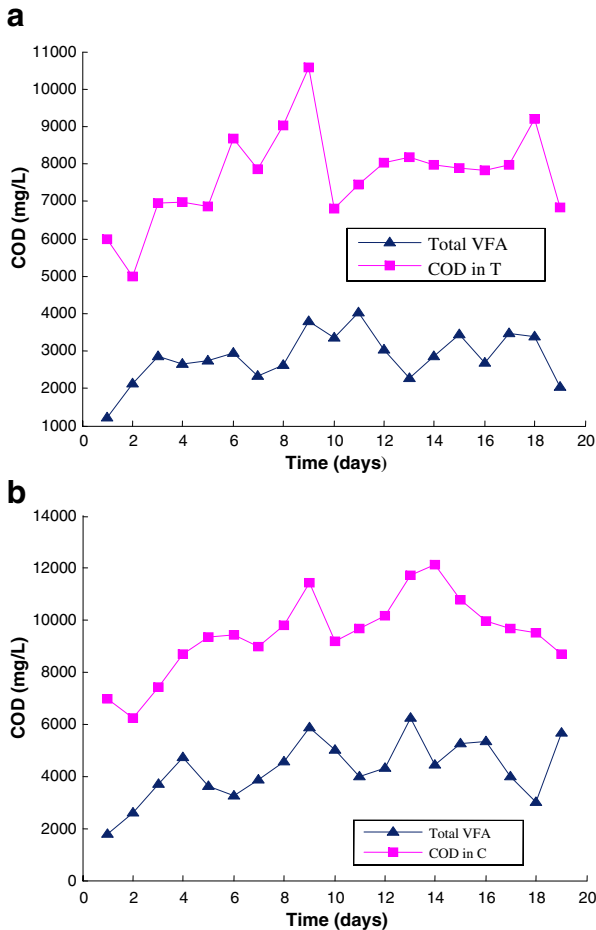 a
11000
10000
9000
8000
7000
6000
5000
4000
3000
2000
1000
COD (mg/L)
Total VFA
COD in T
0 2 4 6 8 10 12 14 16 18 20
Time (days)
b
14000
12000
10000
8000
6000
4000
2000
0
COD (mg/L)
Total VFA
COD in C
0 2 4 6 8 10 12 14 16 18 20
Time (days)